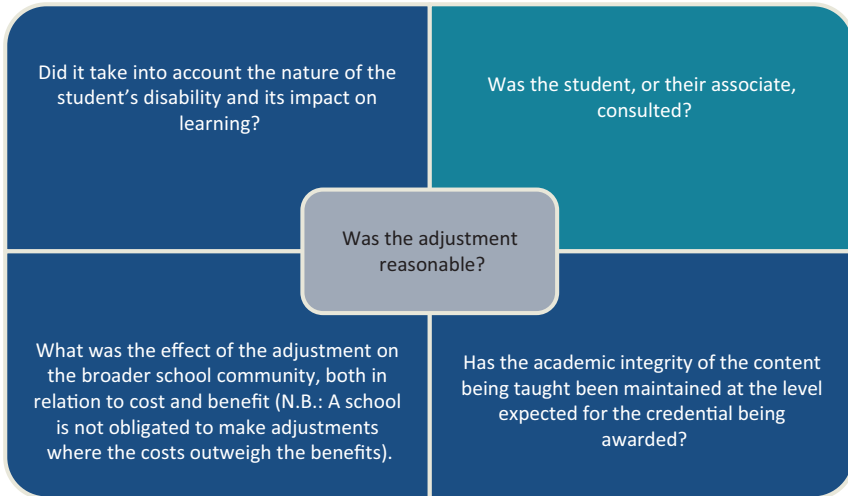 Did it take into account the nature of the
student’s disability and its impact on
learning?
Was the student, or their associate,
consulted?
Was the adjustment
reasonable?
What was the effect of the adjustment on
the broader school community, both in
relation to cost and benefit (N.B.: A school
is not obligated to make adjustments
where the costs outweigh the benefits).
Has the academic integrity of the content
being taught been maintained at the level
expected for the credential being
awarded?